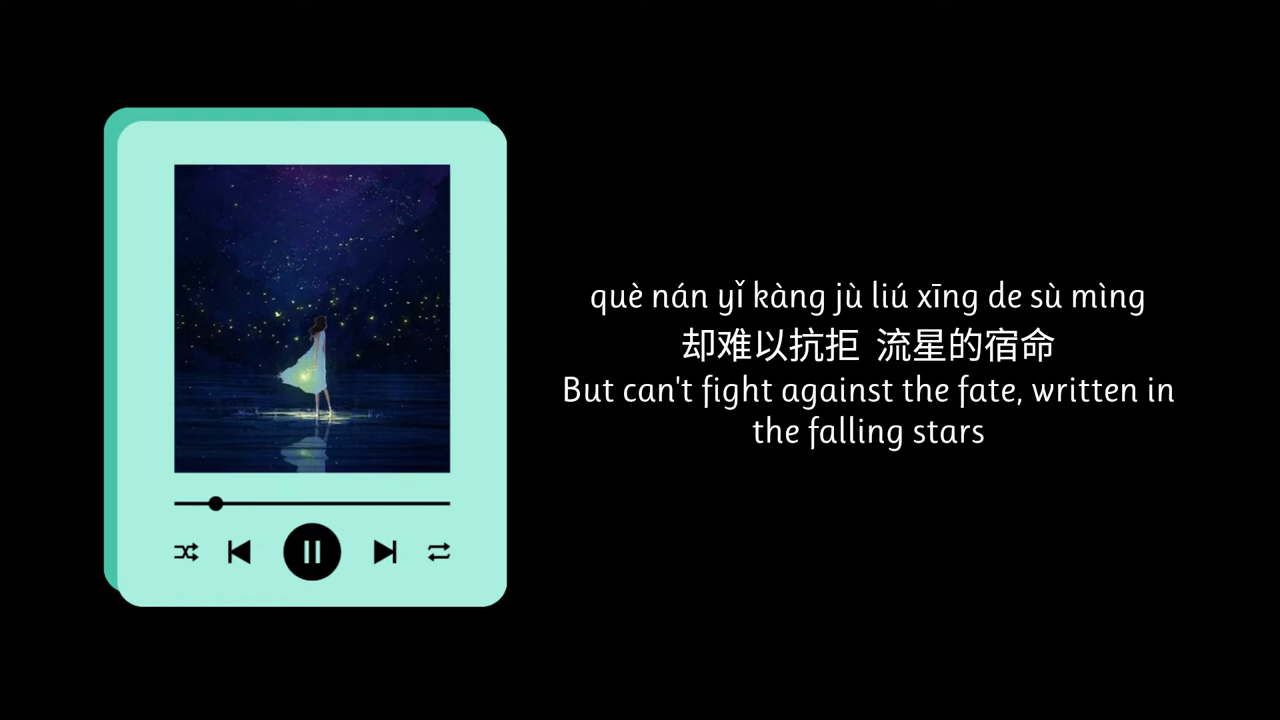 què nán yǐ kàng jù liú xīng de sù mìng
却难以抗拒 流星的宿命
But can't fight against the fate, written in
the falling stars